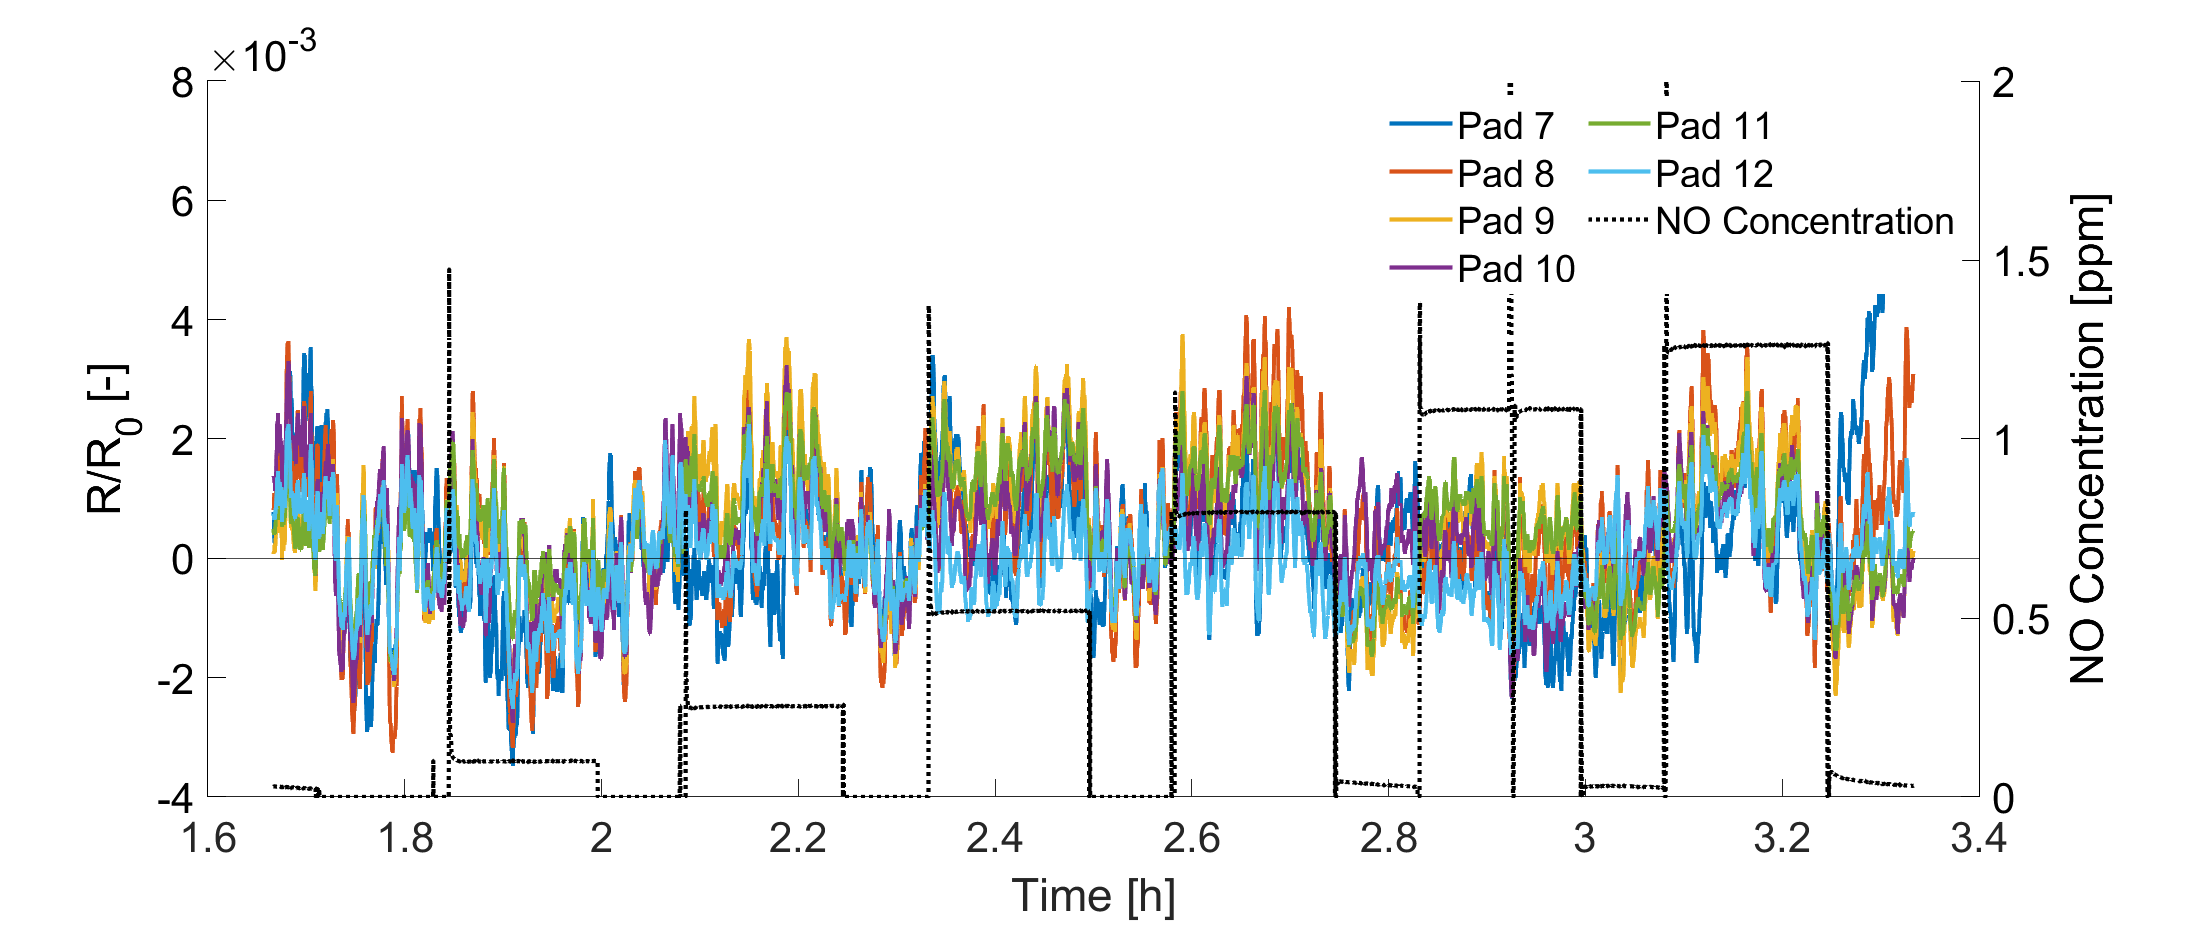 ×10-3
8
6
4
2
0
-2
-4
R/R0 [-]
2
1.5
1
0.5
0
NO Concentration [ppm]
Pad 7
Pad 8
Pad 9
Pad 10
Pad 11
Pad 12
NO Concentration
1.6 1.8 2 2.2 2.4 2.6 2.8 3 3.2 3.4
Time [h]